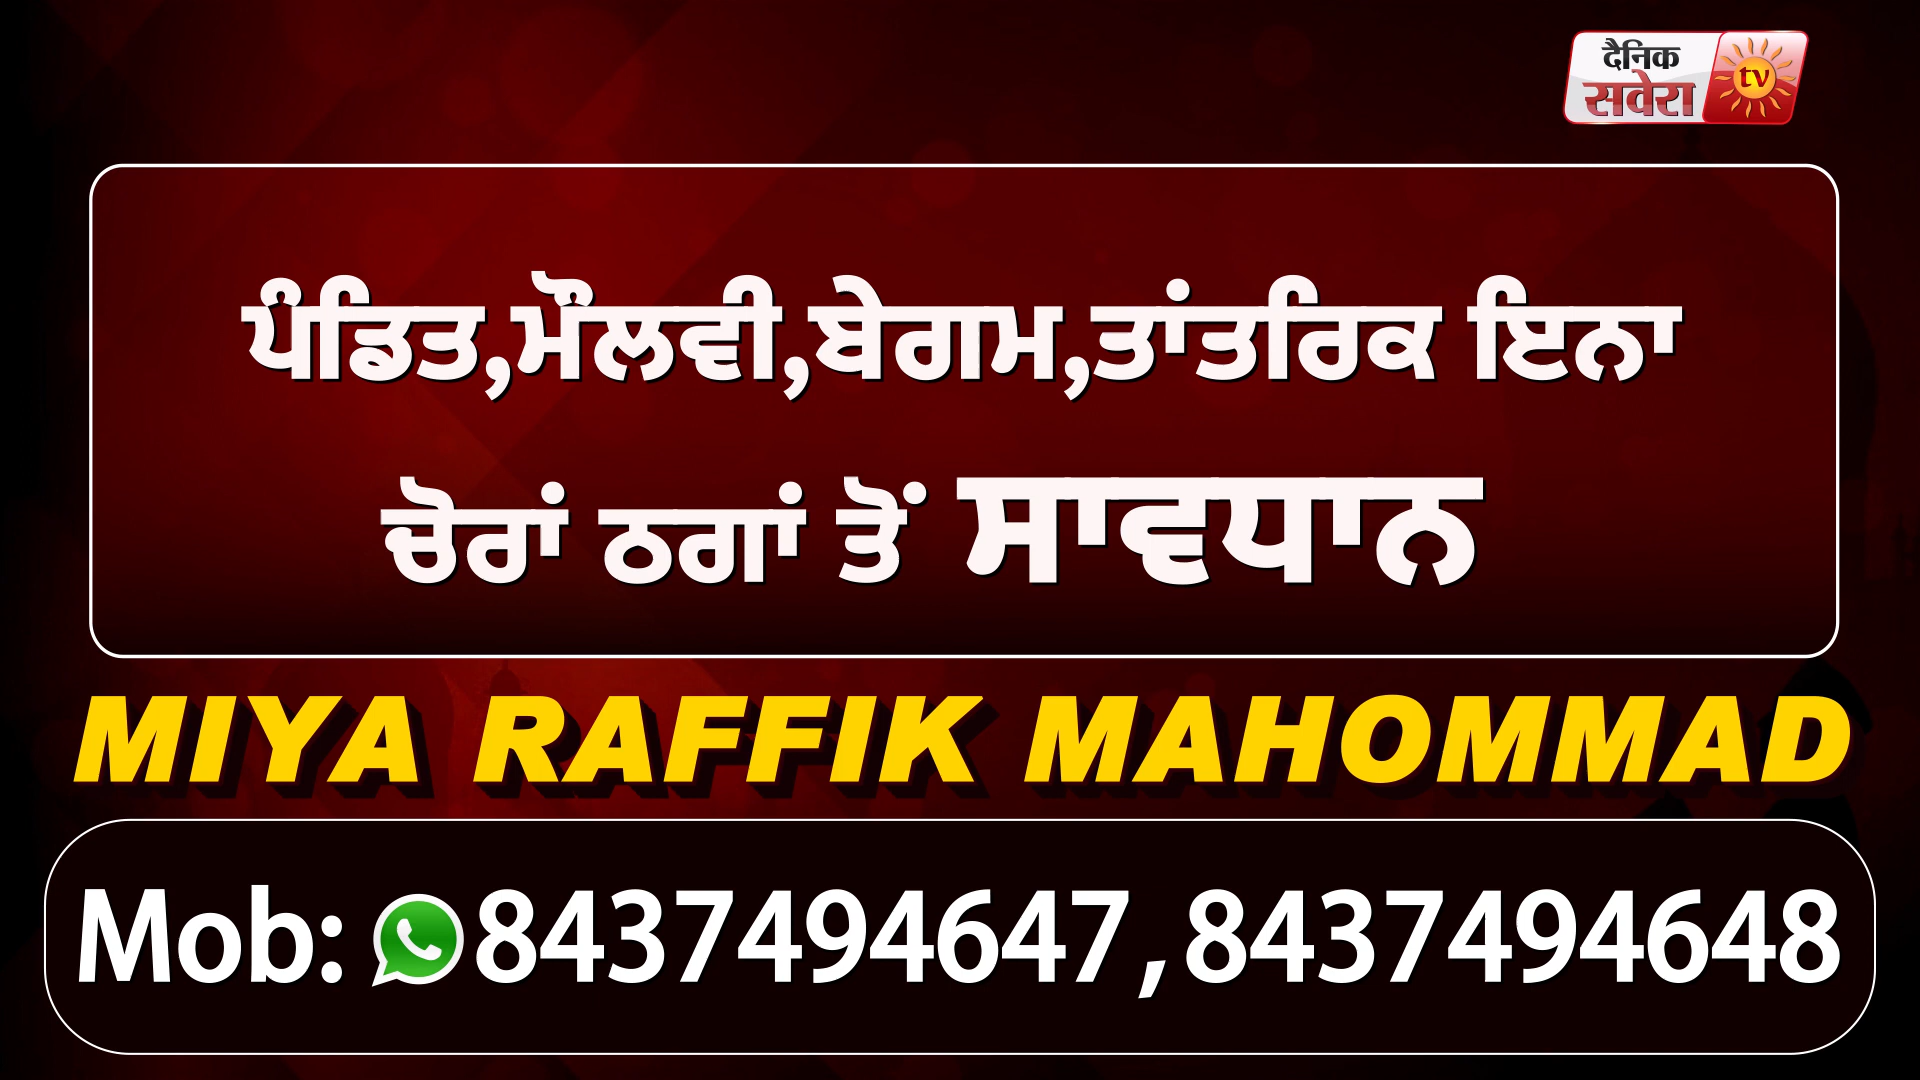 दैनिक
सवेरा tv
ਪੰਡਿਤ,ਮੌਲਵੀ,ਬੇਗਮ,ਤਾਂਤਰਿਕ ਇਨਾ
ਚੋਰਾਂ ਠਗਾਂ ਤੋਂ ਸਾਵਧਾਨ
MIYA RAFFIK MAHOMMAD
Mob: 8437494647, 8437494648